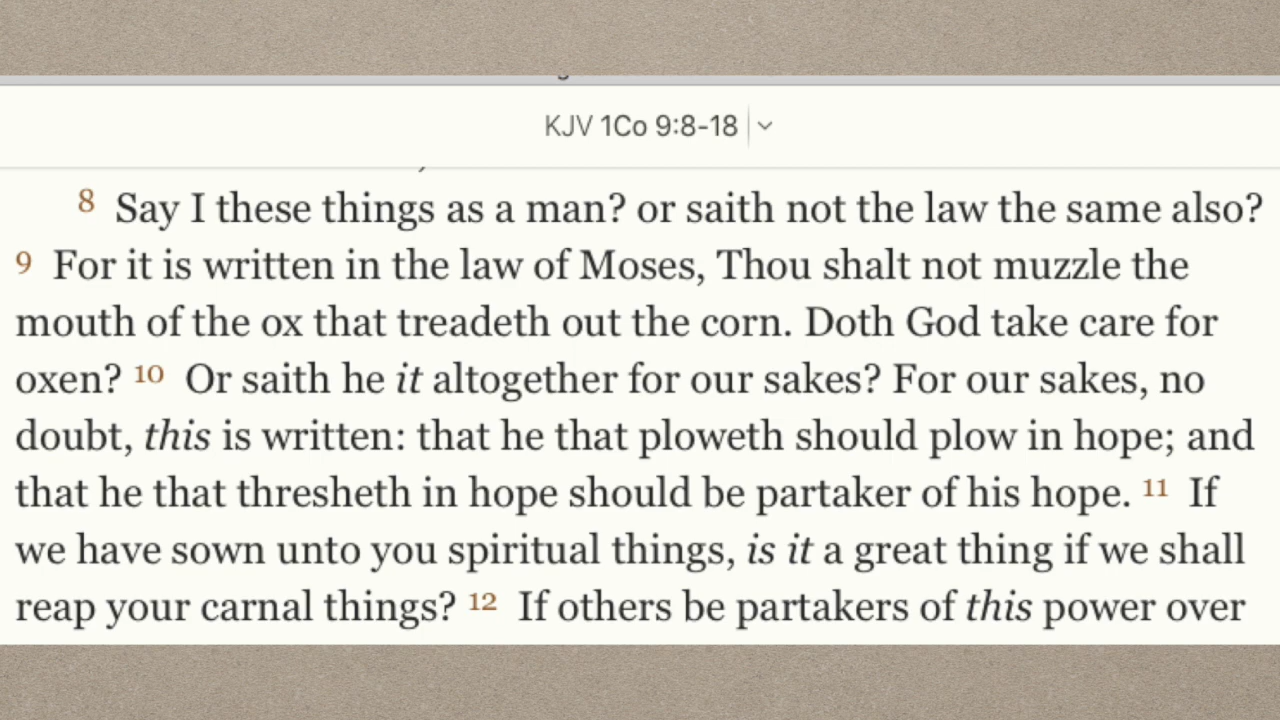 KJV 1Co 9:8-18
8 Say I these things as a man? or saith not the law the same also?
9 For it is written in the law of Moses, Thou shalt not muzzle the
mouth of the ox that treadeth out the corn. Doth God take care for
oxen? 10 Or saith he it altogether for our sakes? For our sakes, no
doubt, this is written: that he that ploweth should plow in hope; and
that he that thresheth in hope should be partaker of his hope. 11 If
we have sown unto you spiritual things, is it a great thing if we shall
reap your carnal things? 12 If others be partakers of this power over